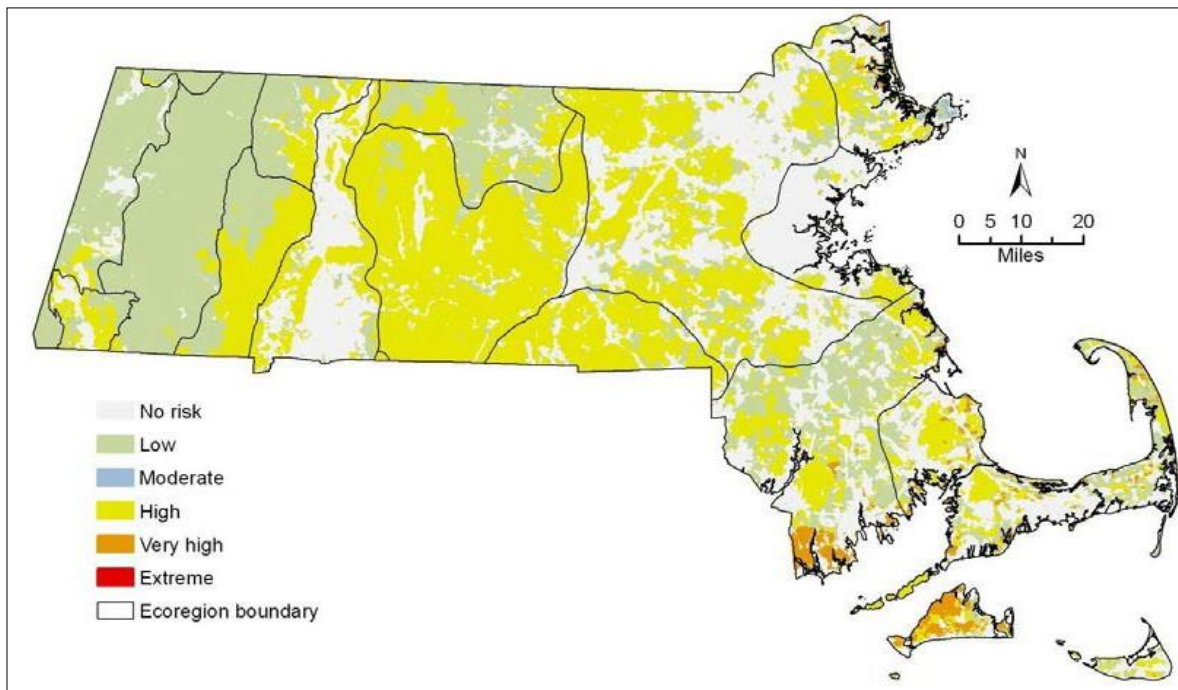 N
0 5 10 20
Miles
No risk
Low
Moderate
High
Very high
Extreme
Ecoregion boundary